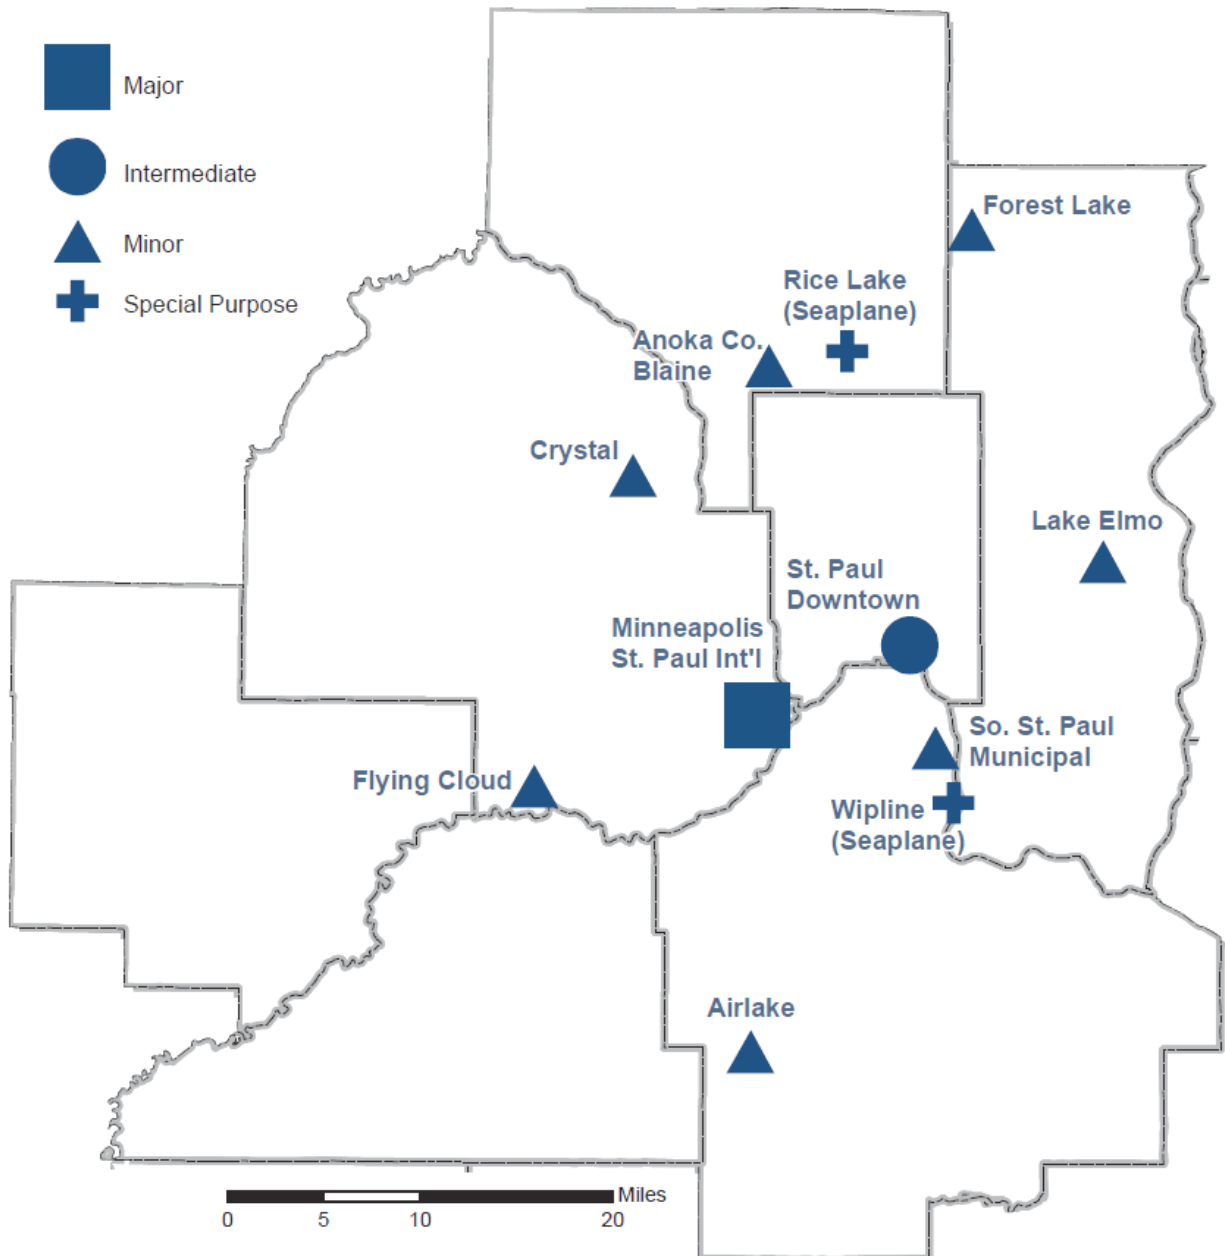 Major
Intermediate
Minor
Special Purpose
Forest Lake
Rice Lake
(Seaplane)
Anoka Co.
Blaine
Crystal
Lake Elmo
St. Paul
Downtown
Minneapolis
St. Paul Int'l
So. St. Paul
Municipal
Flying Cloud
Wipline
(Seaplane)
Airlake
Miles
0 5 10 20